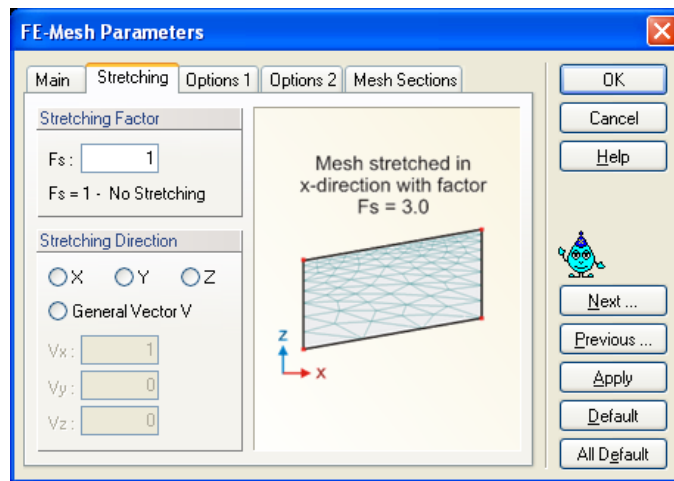 FE-Mesh Parameters
Main Stretching Options 1 Options 2 Mesh Sections
Stretching Factor
Fs : 1
Fs = 1 - No Stretching
Stretching Direction
X Y Z
General Vector V
Vx : 1
Vy : 0
Vz : 0
Mesh stretched in
x-direction with factor
Fs = 3.0
z
x
OK
Cancel
Help
Next ...
Previous ...
Apply
Default
All Default